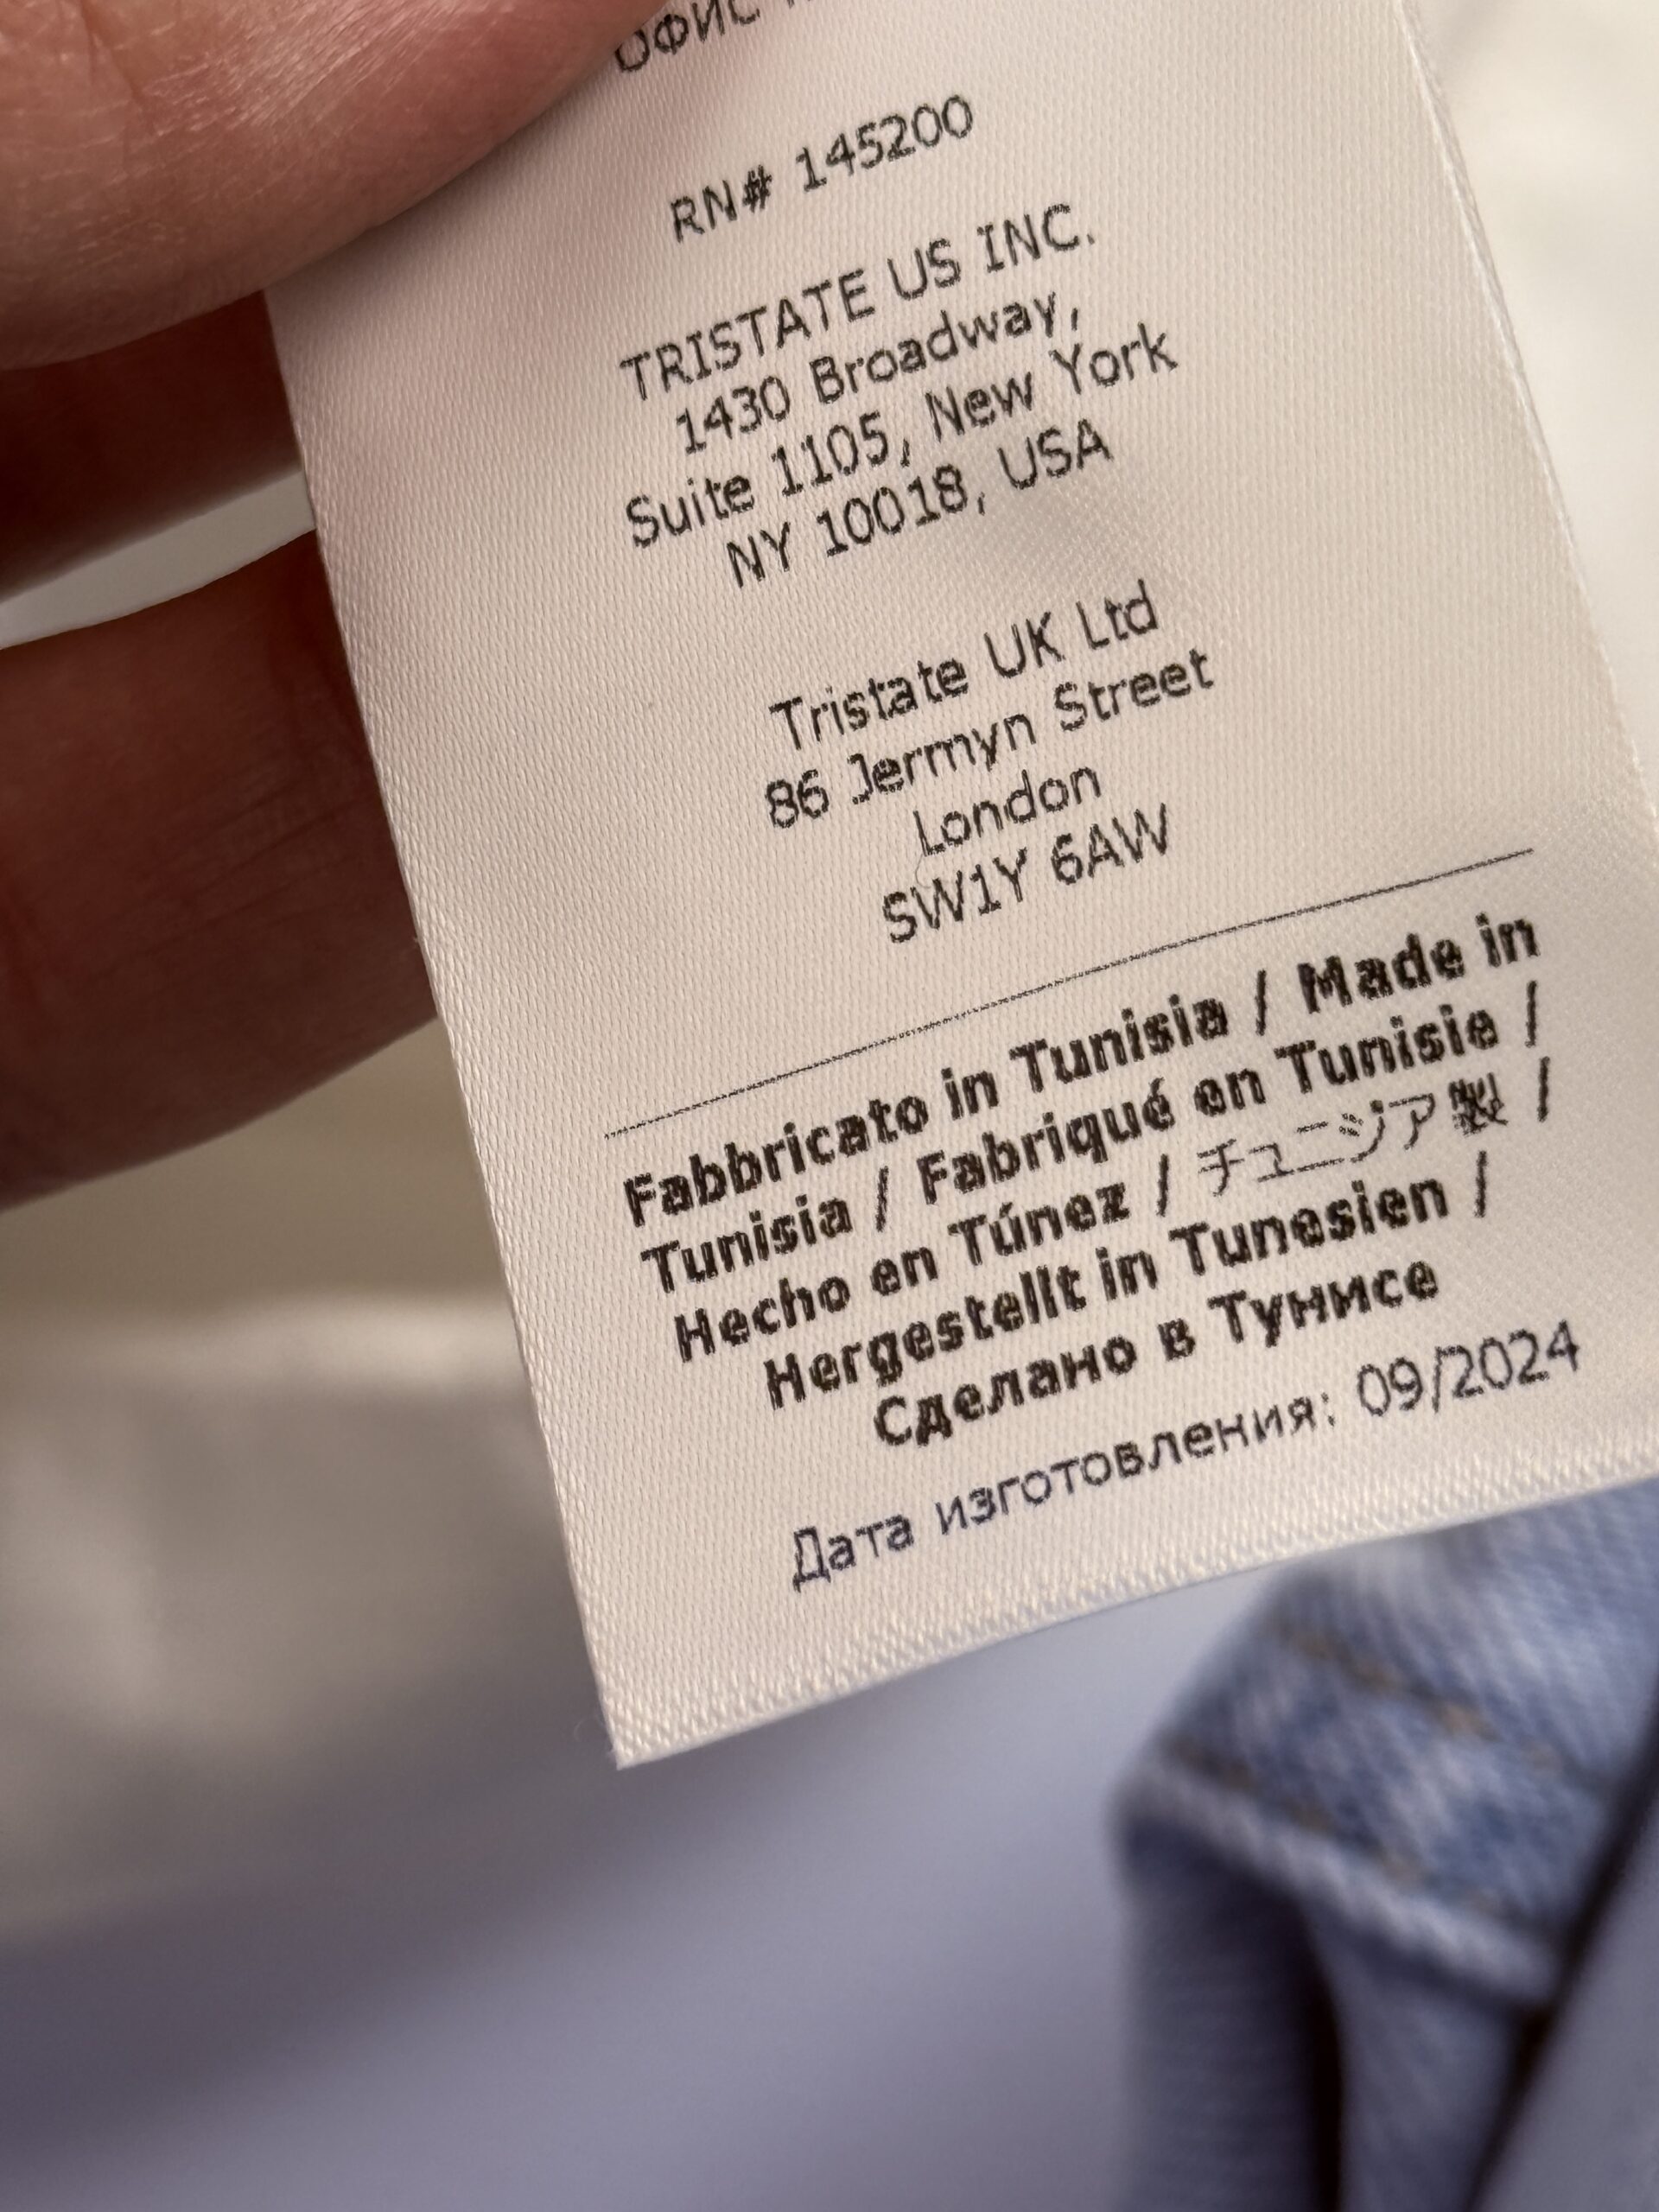 ОФИС
RN# 145200
TRISTATE US INC.
1430 Broadway,
Suite 1105, New York
NY 10018, USA
Tristate UK Ltd
86 Jermyn Street
London
SW1Y 6AW
Fabbricato in Tunisia / Made in
Tunisia / Fabriqué en Tunisie /
Hecho en Túnez / チュニジア製 /
Hergestellt in Tunesien /
Сделано в Тунисе
Дата изготовления: 09/2024